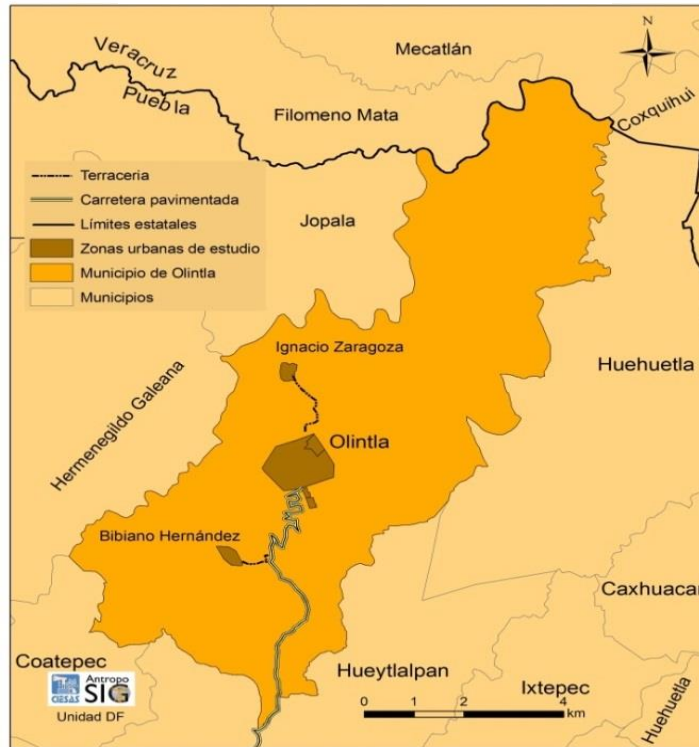 Veracruz
Puebla
Mecatlán
N
Coxquihui
Filomeno Mata
Terraceria
Carretera pavimentada
Límites estatales
Zonas urbanas de estudio
Municipio de Olintla
Municipios
Jopala
Ignacio Zaragoza
Huehuetla
Hermenegildo Galeana
Olintla
Bibiano Hernández
Caxhuacan
Coatepec
CIESAS
Antropo
SIG
Unidad DF
Hueytlalpan
Ixtepec
Huehuetla
0 1 2 4
km